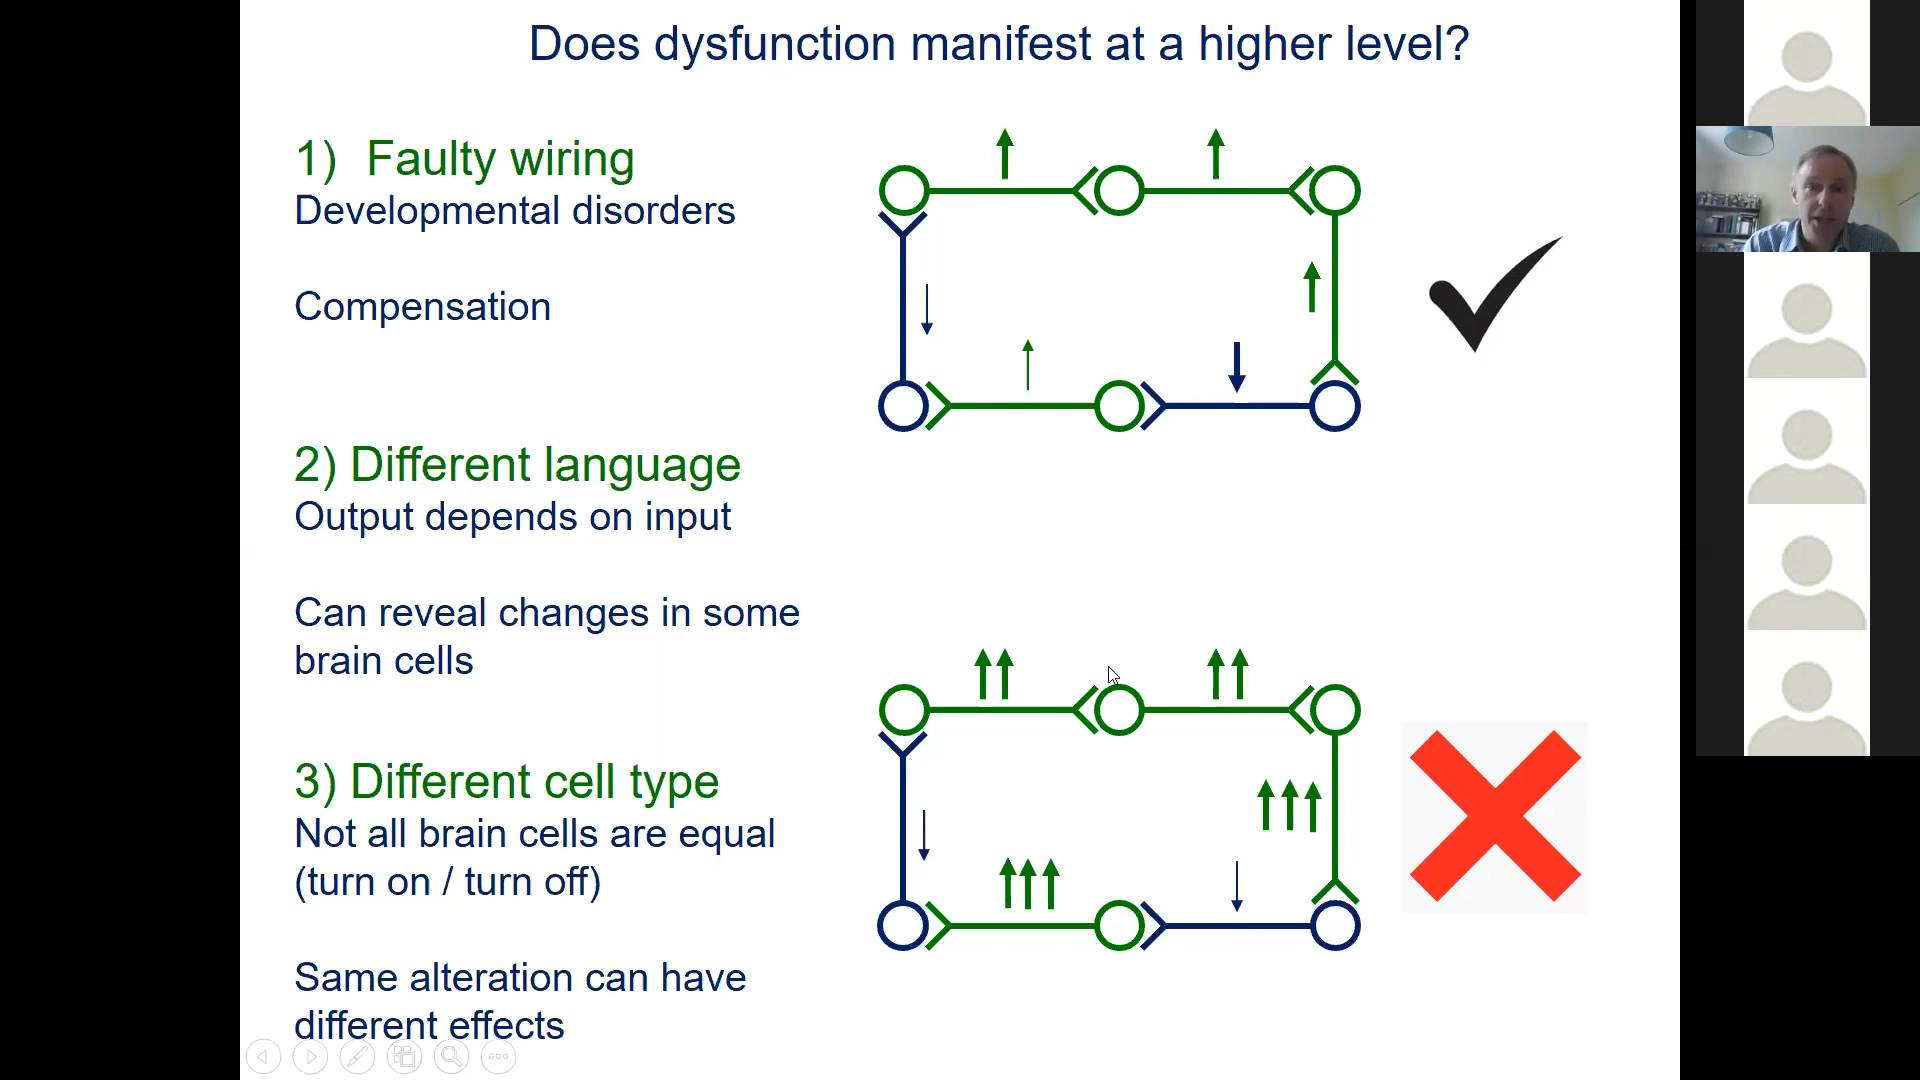 Does dysfunction manifest at a higher level?
1) Faulty wiring
Developmental disorders
Compensation
2) Different language
Output depends on input
Can reveal changes in some
brain cells
3) Different cell type
Not all brain cells are equal
(turn on / turn off)
Same alteration can have
different effects